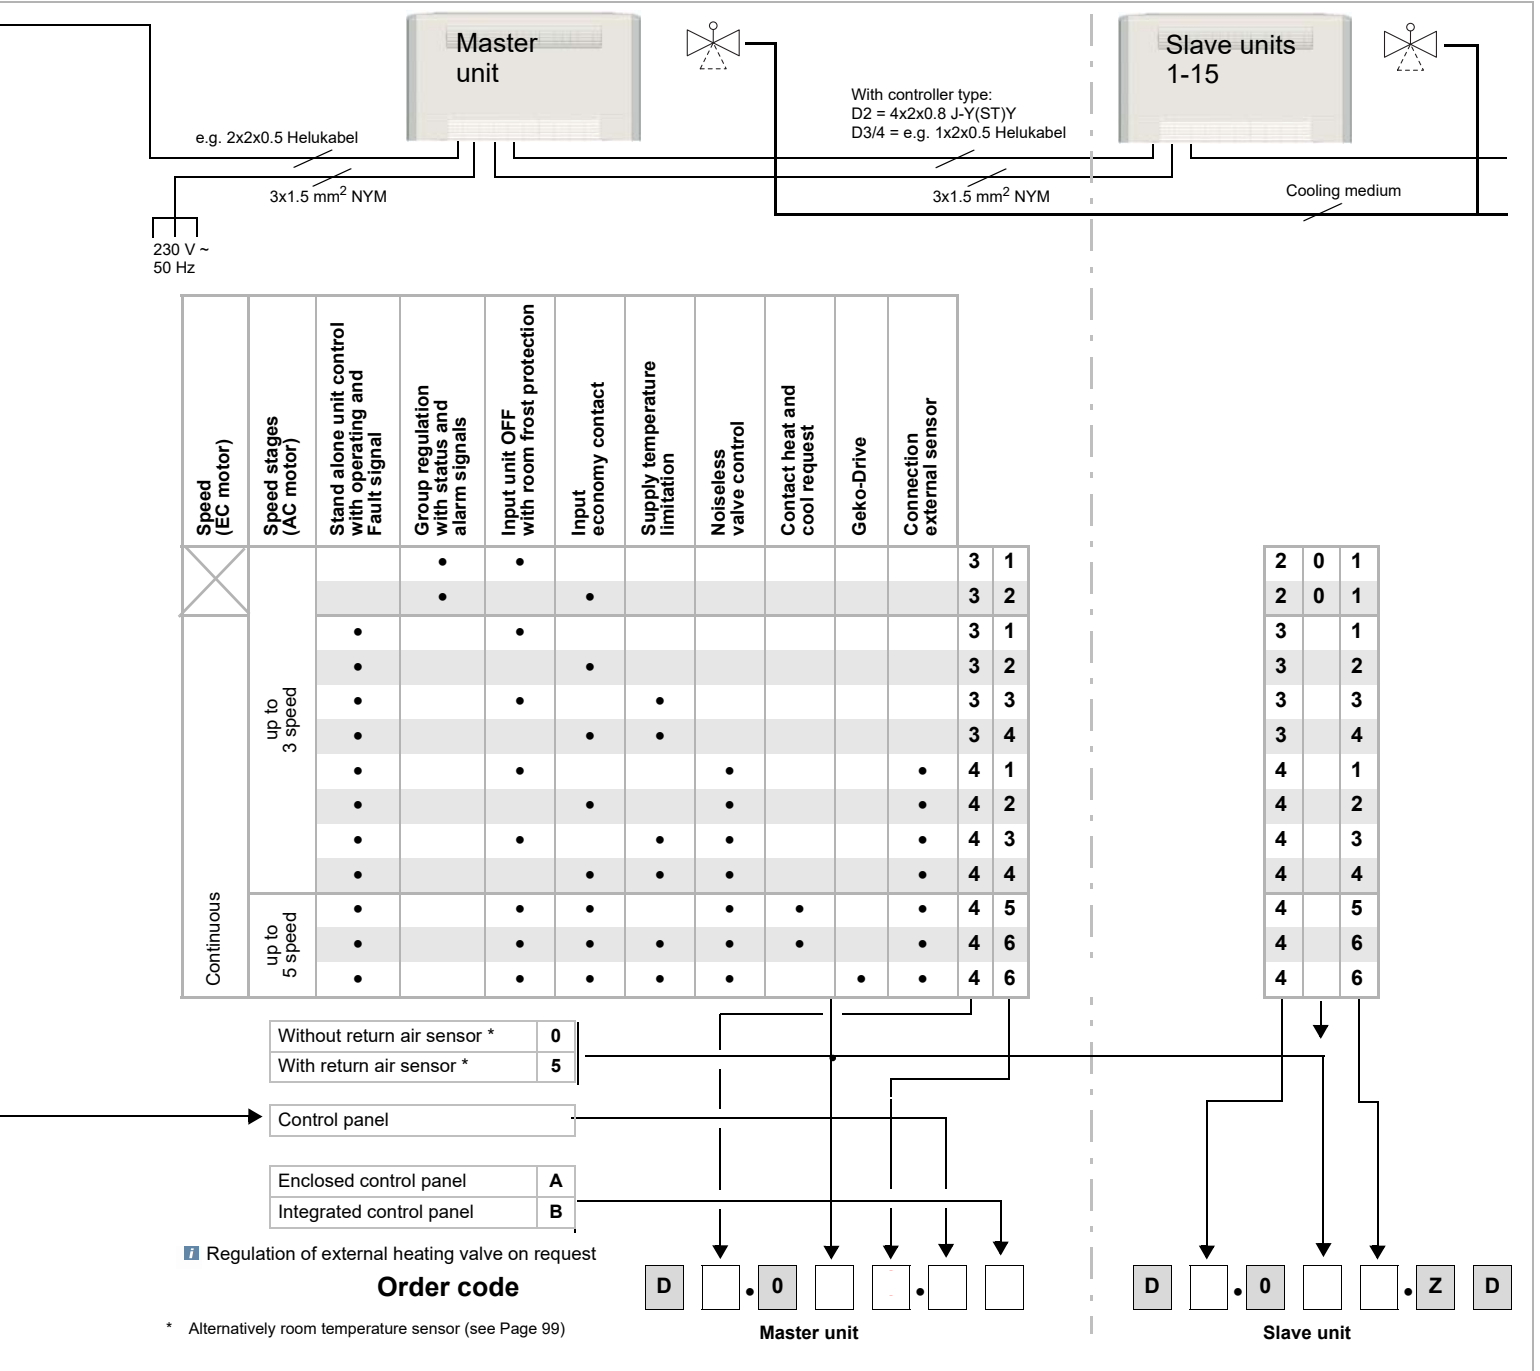 Master
unit
Slave units
1-15
With controller type:
D2 = 4x2x0.8 J-Y(ST)Y
D3/4 = e.g. 1x2x0.5 Helukabel
e.g. 2x2x0.5 Helukabel
3x1.5 mm2 NYM
3x1.5 mm2 NYM
Cooling medium
230 V ~
50 Hz
Speed
(EC motor)
Speed stages
(AC motor)
Stand alone unit control
with operating and
Fault signal
Group regulation
with status and
alarm signals
Input unit OFF
with room frost protection
Input
economy contact
Supply temperature
limitation
Noiseless
valve control
Contact heat and
cool request
Geko-Drive
Connection
external sensor
• • 3 1 2 0 1
• • 3 2 2 0 1
• • 3 1 3 1
• • 3 2 3 2
up to
3 speed
• • • 3 3 3 3
• • • 3 4 3 4
• • • • 4 1 4 1
• • • • 4 2 4 2
• • • • • 4 3 4 3
• • • • • 4 4 4 4
Continuous
up to
5 speed
• • • • • • 4 5 4 5
• • • • • • • 4 6 4 6
• • • • • • • 4 6 4 6
Without return air sensor * 0
With return air sensor * 5
Control panel
Enclosed control panel A
Integrated control panel B
i Regulation of external heating valve on request
Order code D . 0 . D . 0 . Z D
* Alternatively room temperature sensor (see Page 99)
Master unit
Slave unit